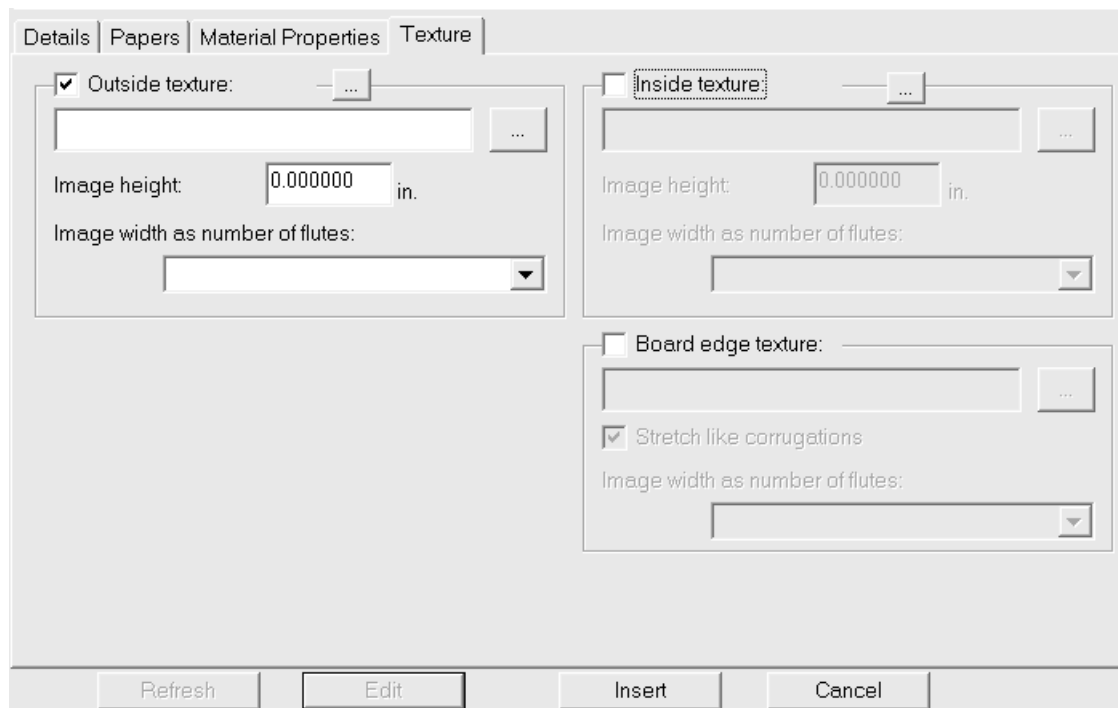 Details Papers Material Properties Texture
Outside texture: ...
...
Image height: 0.000000 in.
Image width as number of flutes:
Inside texture: ...
...
Image height: 0.000000 in.
Image width as number of flutes:
Board edge texture:
...
Stretch like corrugations
Image width as number of flutes:
Refresh Edit Insert Cancel